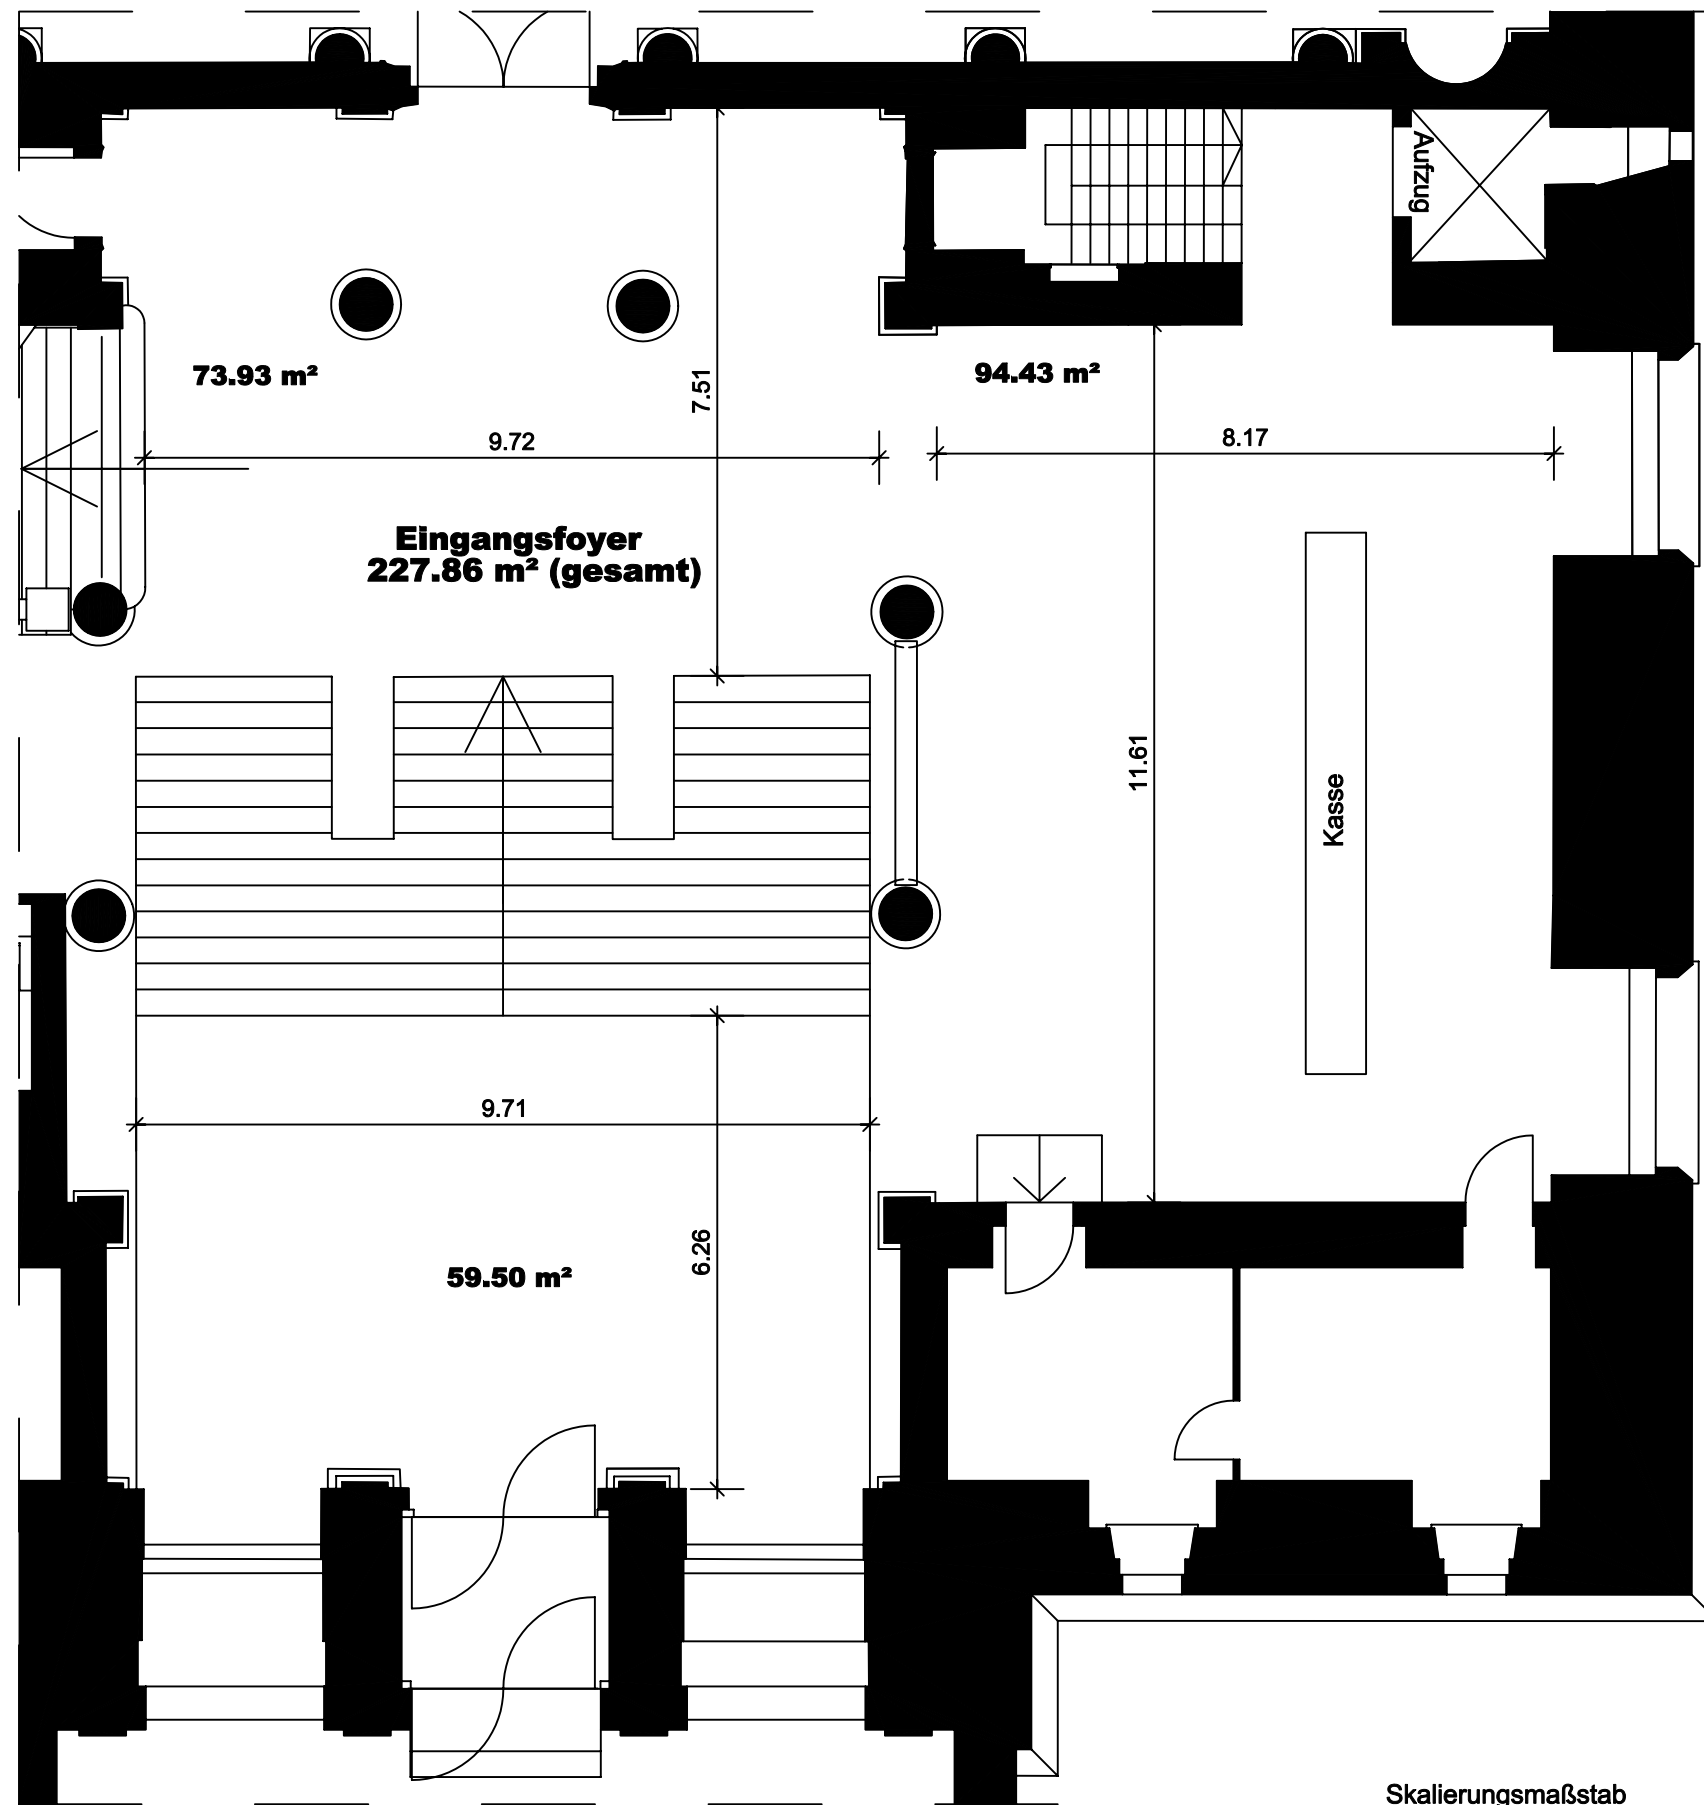 Aufzug
73.93 m²
94.43 m²
7.51
9.72
8.17
Eingangsfoyer
227.86 m² (gesamt)
11.61
Kasse
9.71
6.26
59.50 m²
Skalierungsmaßstab